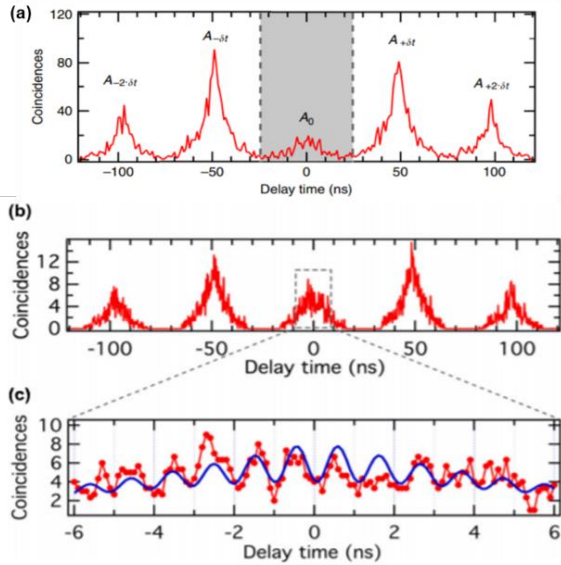 (a)
120
80
40
0
Coincidences
A−2·δt
A−δt
A0
A+δt
A+2·δt
−100 −50 0 50 100
Delay time (ns)
(b)
12
8
4
0
Coincidences
-100 -50 0 50 100
Delay time (ns)
(c)
10
8
6
4
2
Coincidences
-6 -4 -2 0 2 4 6
Delay time (ns)